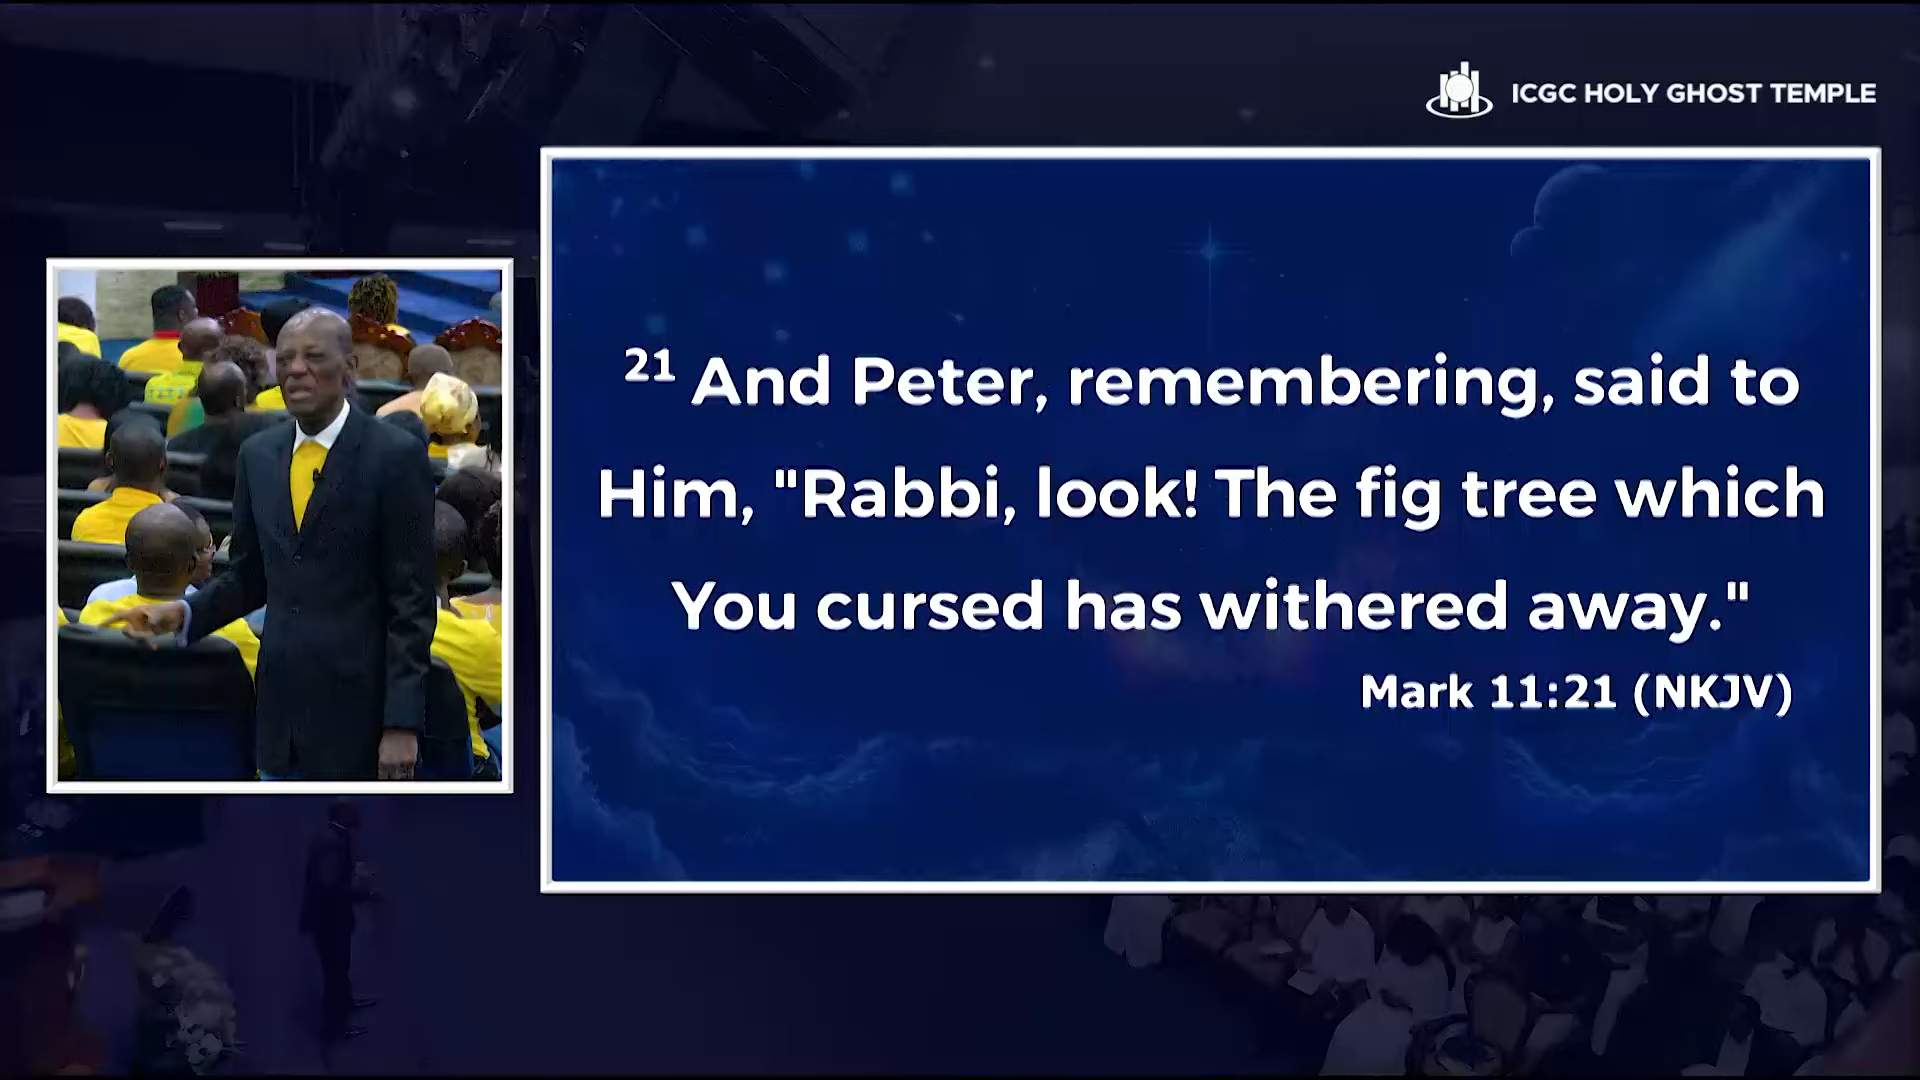 ICGC HOLY GHOST TEMPLE
21 And Peter, remembering, said to
Him, "Rabbi, look! The fig tree which
You cursed has withered away."
Mark 11:21 (NKJV)